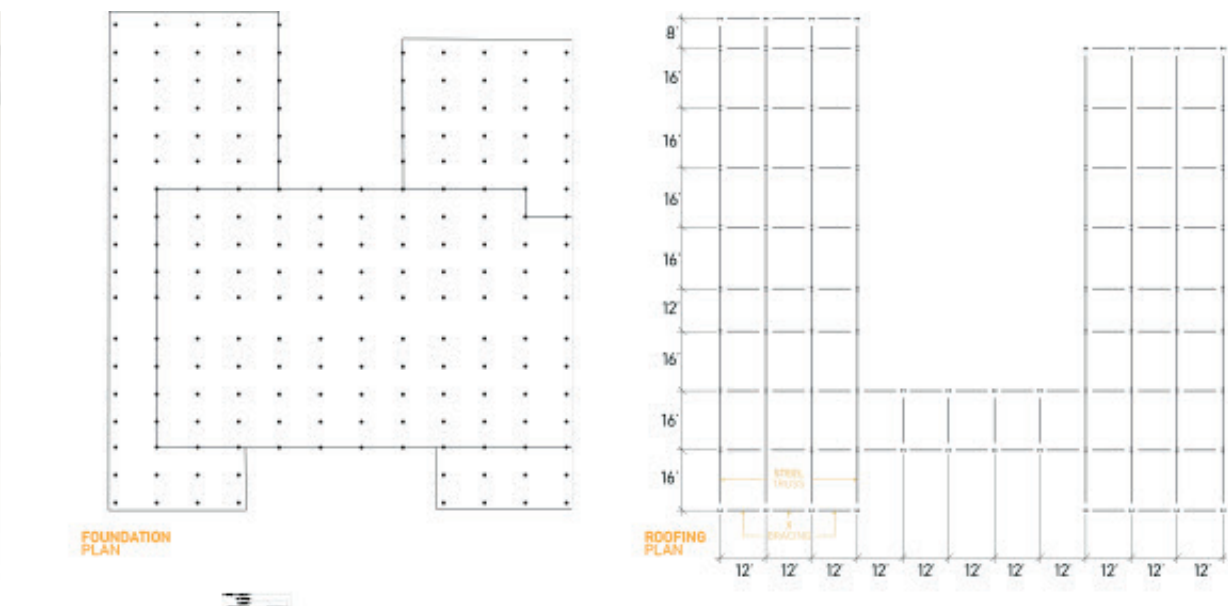 FOUNDATION
PLAN
8'
16'
16'
16'
16'
12'
16'
16'
16'
STEEL
TRUSS
X
BRACING
ROOFING
PLAN
12' 12' 12' 12' 12' 12' 12' 12' 12' 12' 12'